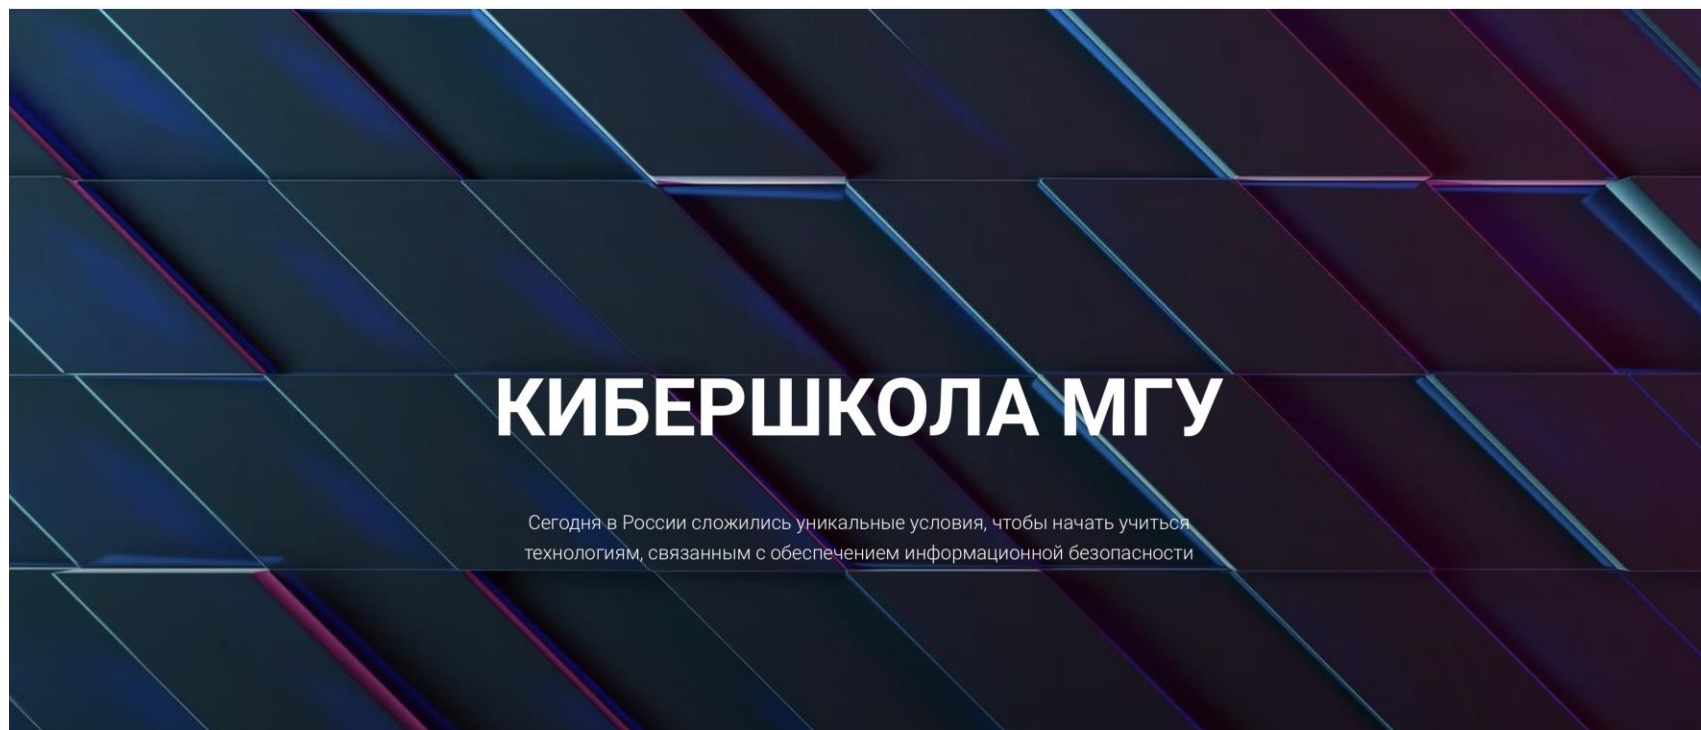 КИБЕРШКОЛА МГУ
Сегодня в России сложились уникальные условия, чтобы начать учиться
технологиям, связанным с обеспечением информационной безопасности